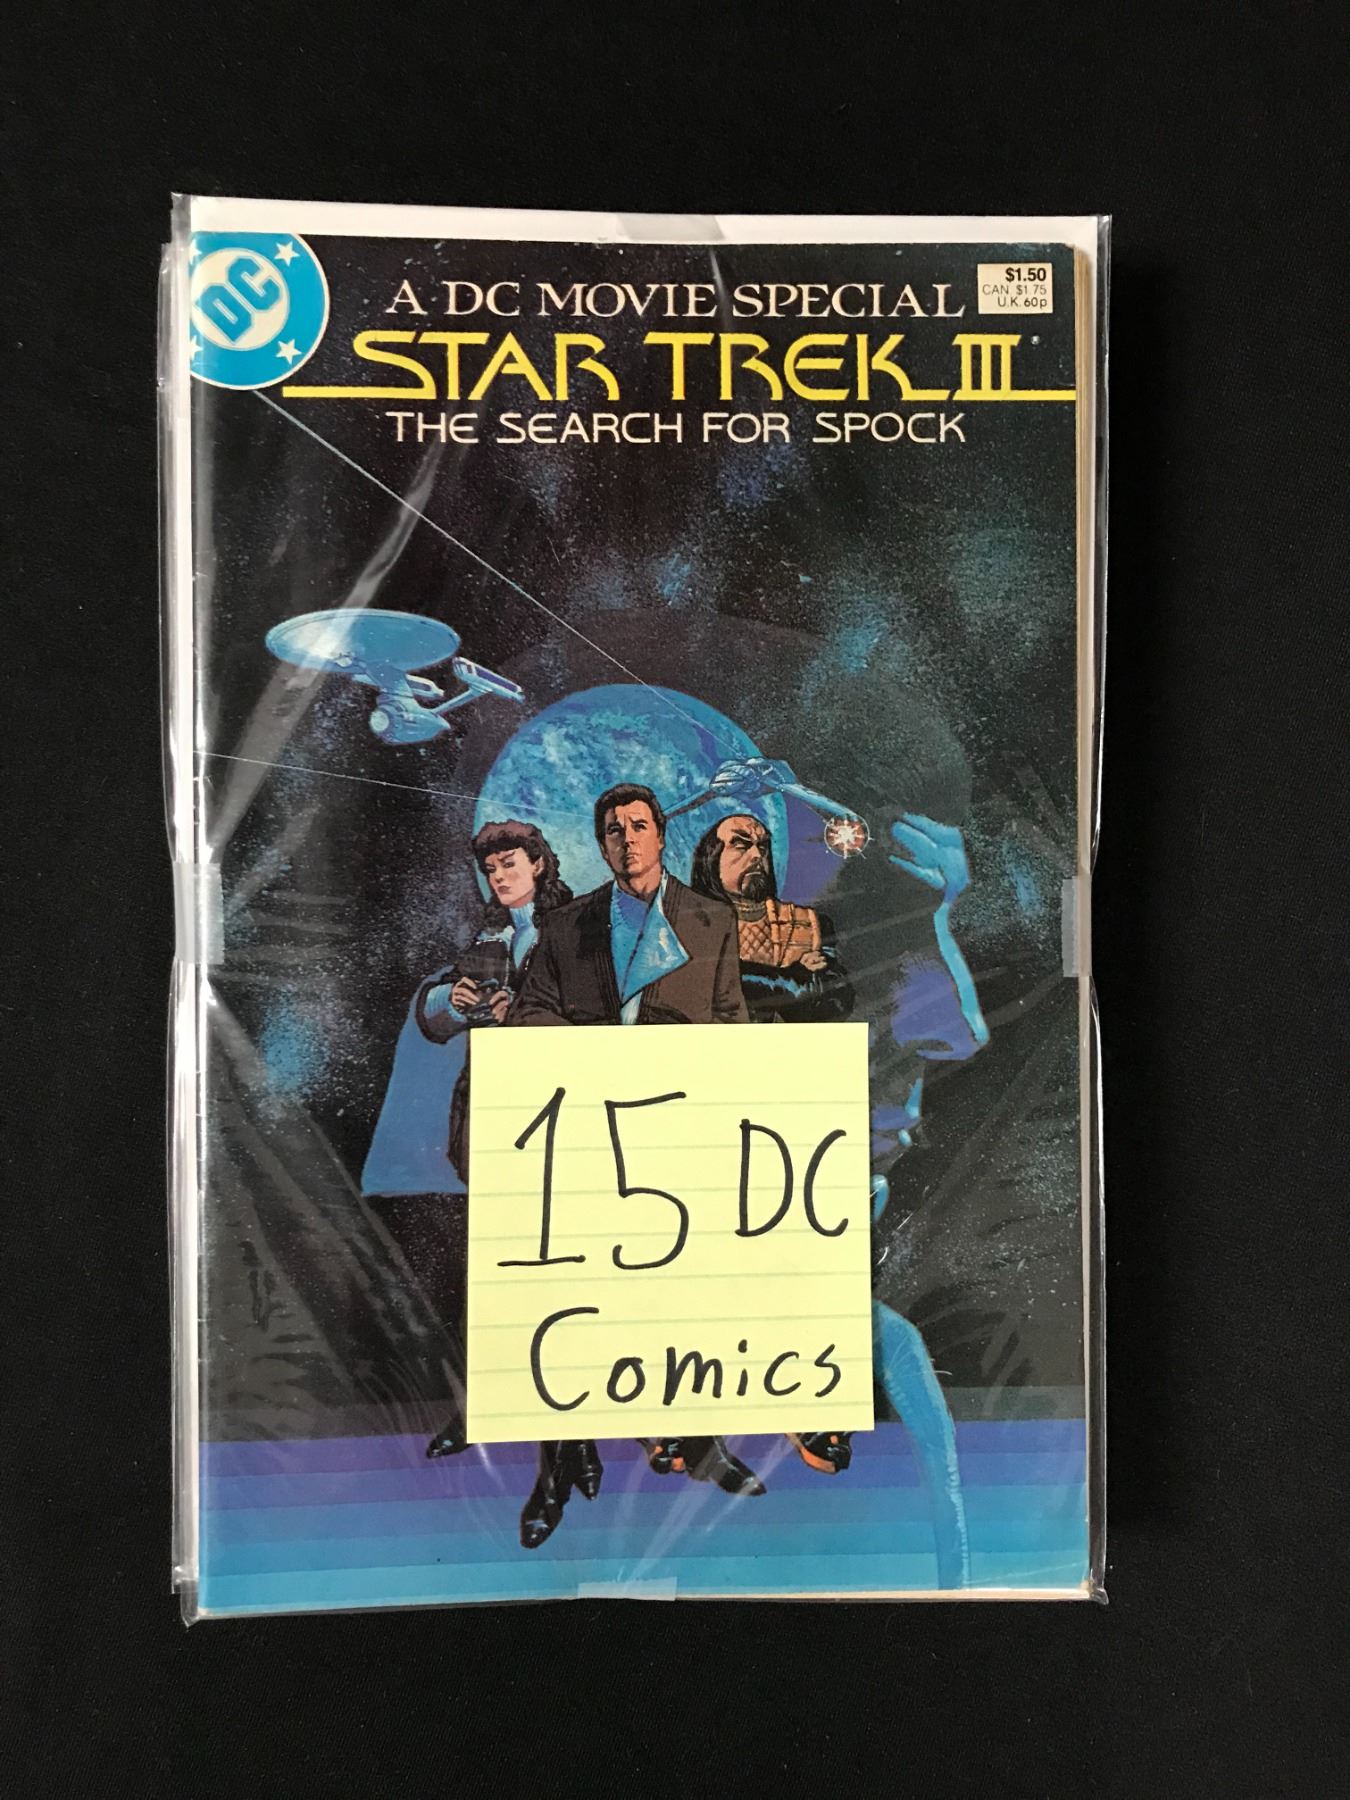 DC
A DC MOVIE SPECIAL
$1.50
CAN. $1.75
U.K. 60p
STAR TREK III®
THE SEARCH FOR SPOCK
15 DC
Comics